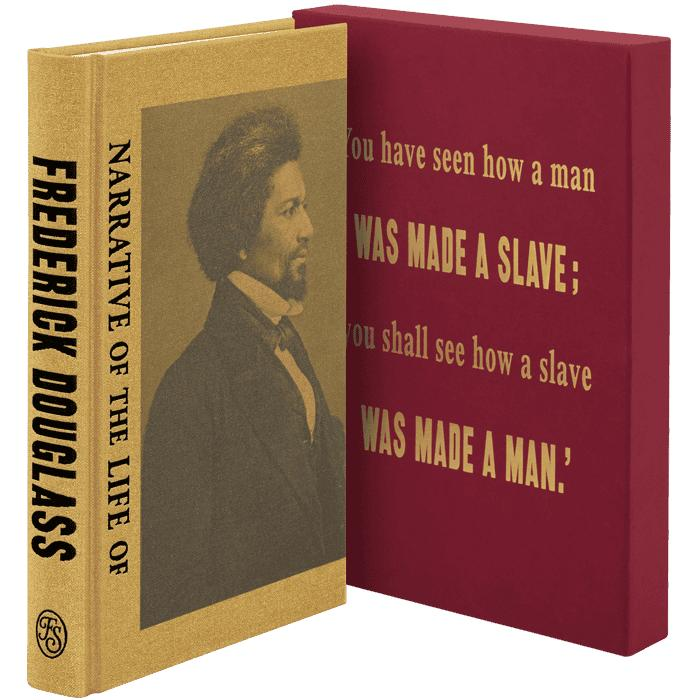 FREDERICK DOUGLASS
FS
NARRATIVE OF THE LIFE OF
You have seen how a man
WAS MADE A SLAVE;
you shall see how a slave
WAS MADE A MAN.’